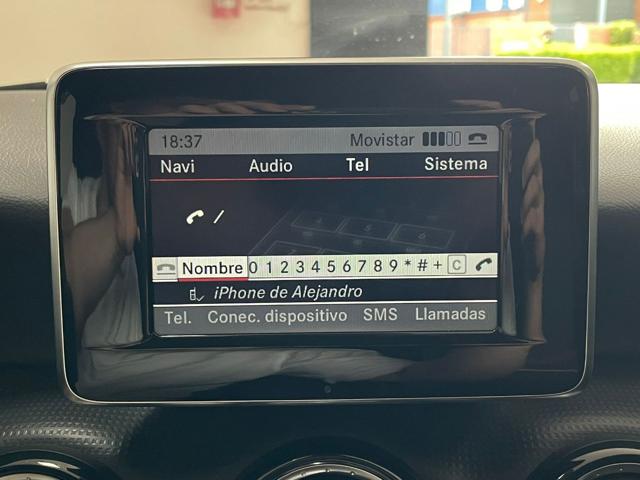 18:37 Movistar
Navi Audio Tel Sistema
/
Nombre 0 1 2 3 4 5 6 7 8 9 * # + C
iPhone de Alejandro
Tel. Conec. dispositivo SMS Llamadas